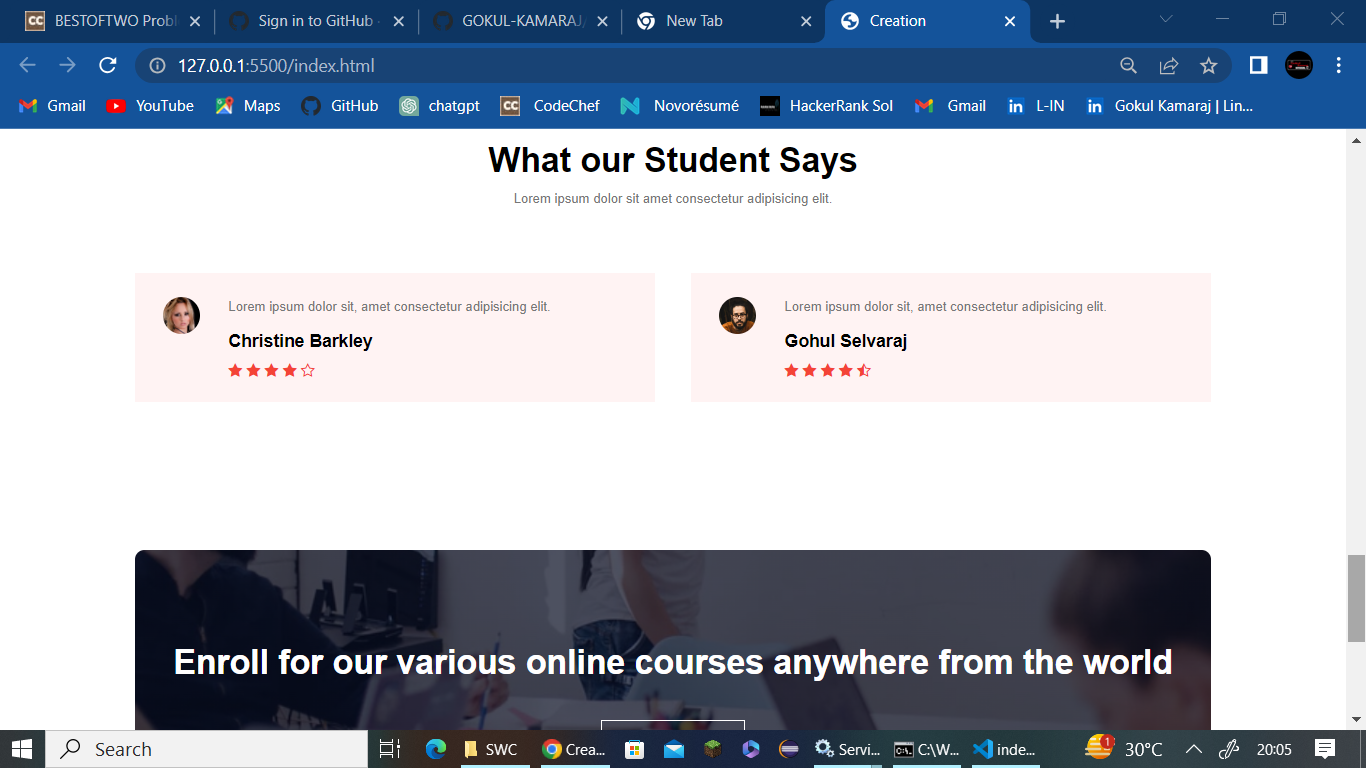 BESTOFTWO Probl
Sign in to GitHub
GOKUL-KAMARAJ/
New Tab
Creation
127.0.0.1:5500/index.html
Gmail
YouTube
Maps
GitHub
chatgpt
CodeChef
Novorésumé
HackerRank Sol
Gmail
L-IN
Gokul Kamaraj | Lin...
What our Student Says
Lorem ipsum dolor sit amet consectetur adipisicing elit.
Lorem ipsum dolor sit, amet consectetur adipisicing elit.
Christine Barkley
Lorem ipsum dolor sit, amet consectetur adipisicing elit.
Gohul Selvaraj
Enroll for our various online courses anywhere from the world
Search
SWC
Crea...
Servi...
C:\W...
inde...
1
30°C
20:05